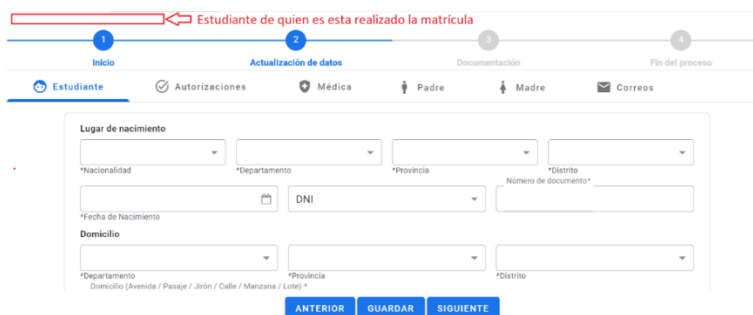 Estudiante de quien es esta realizado la matrícula
1 2 3 4
Inicio Actualización de datos Documentación Fin del proceso
Estudiante Autorizaciones Médica Padre Madre Correos
Lugar de nacimiento
*Nacionalidad *Departamento *Provincia *Distrito
Número de documento*
DNI
*Fecha de Nacimiento
Domicilio
*Departamento *Provincia *Distrito
Domicilio (Avenida / Pasaje / Jirón / Calle / Manzana / Lote) *
ANTERIOR GUARDAR SIGUIENTE